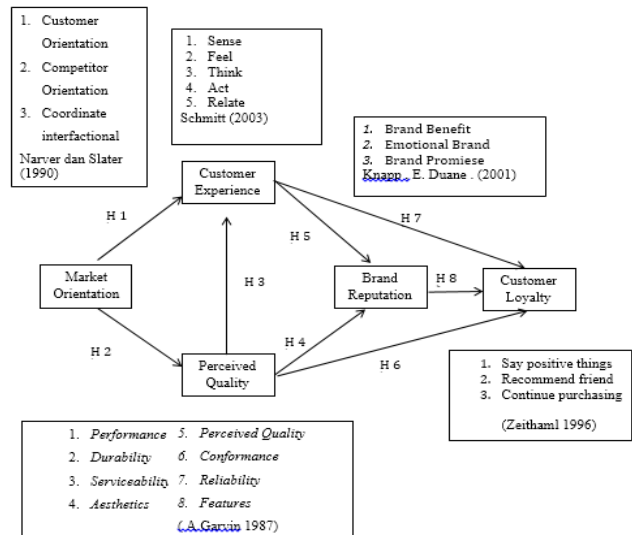 1. Customer
Orientation
2. Competitor
Orientation
3. Coordinate
interfactional
Narver dan Slater
(1990)
1. Sense
2. Feel
3. Think
4. Act
5. Relate
Schmitt (2003)
1. Brand Benefit
2. Emotional Brand
3. Brand Promiese
Knapp, E. Duane . (2001)
Customer
Experience
H 1
H 7
H 5
Market
Orientation
H 3
Brand
Reputation
H 8
Customer
Loyalty
H 2
H 4
H 6
Perceived
Quality
1. Say positive things
2. Recommend friend
3. Continue purchasing
(Zeithaml 1996)
1. Performance 5. Perceived Quality
2. Durability 6. Conformance
3. Serviceability 7. Reliability
4. Aesthetics 8. Features
( A.Garvin 1987)